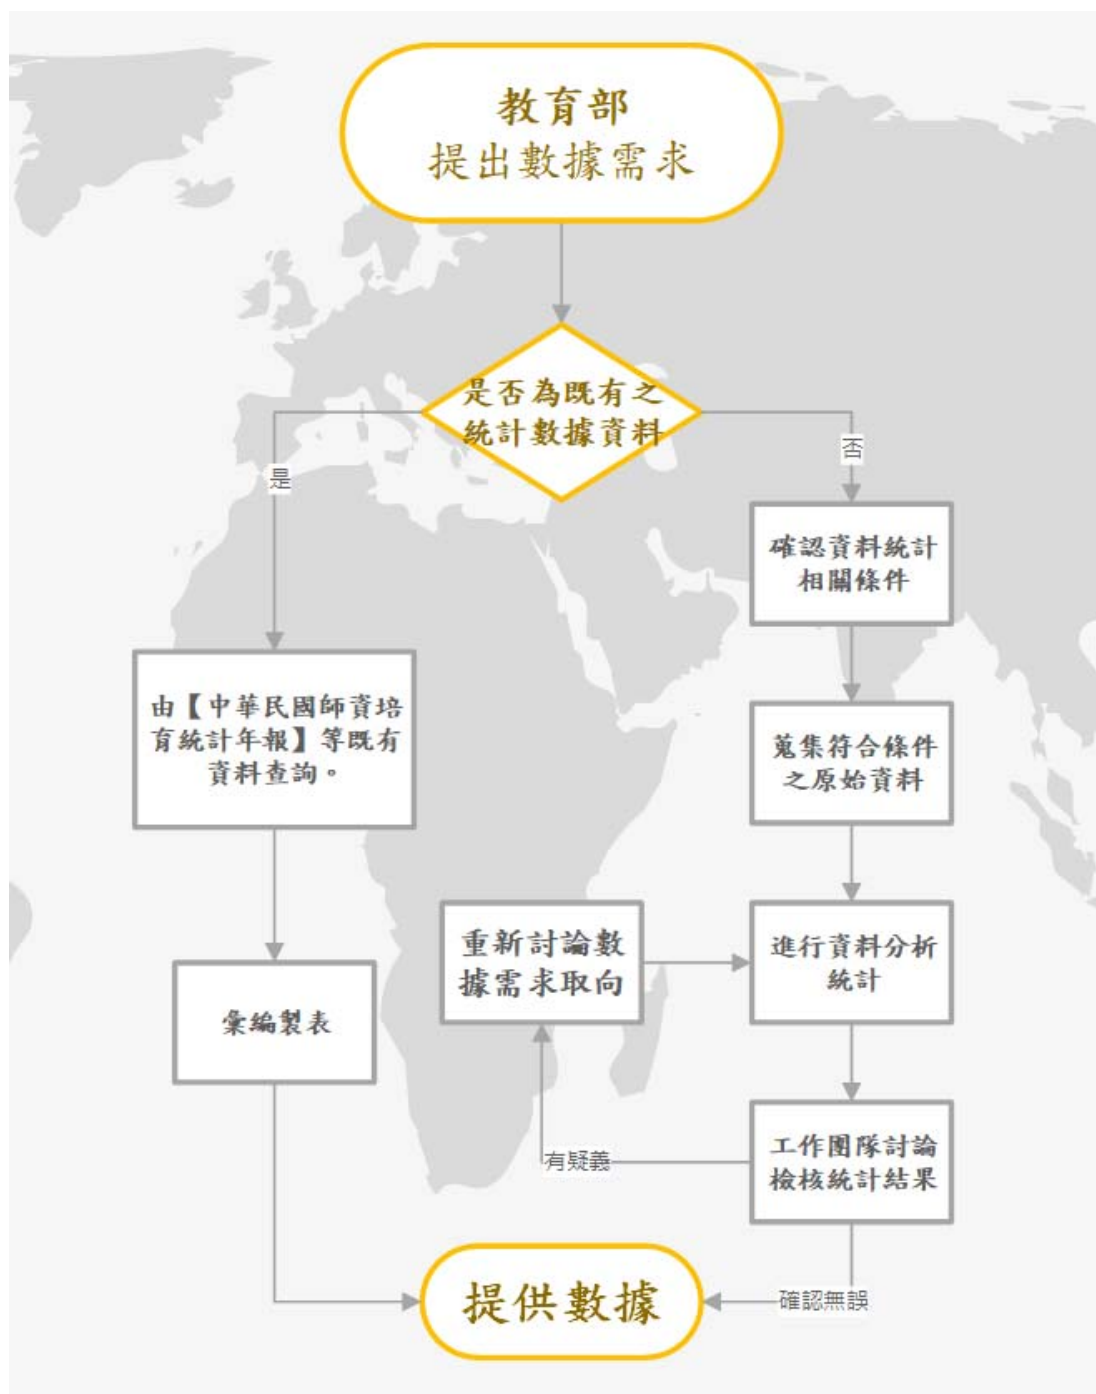 教育部
提出數據需求
是否為既有之
統計數據資料
是
否
確認資料統計
相關條件
由【中華民國師資培
育統計年報】等既有
資料查詢。
蒐集符合條件
之原始資料
重新討論數
據需求取向
進行資料分析
統計
彙編製表
工作團隊討論
檢核統計結果
有疑義
提供數據
確認無誤